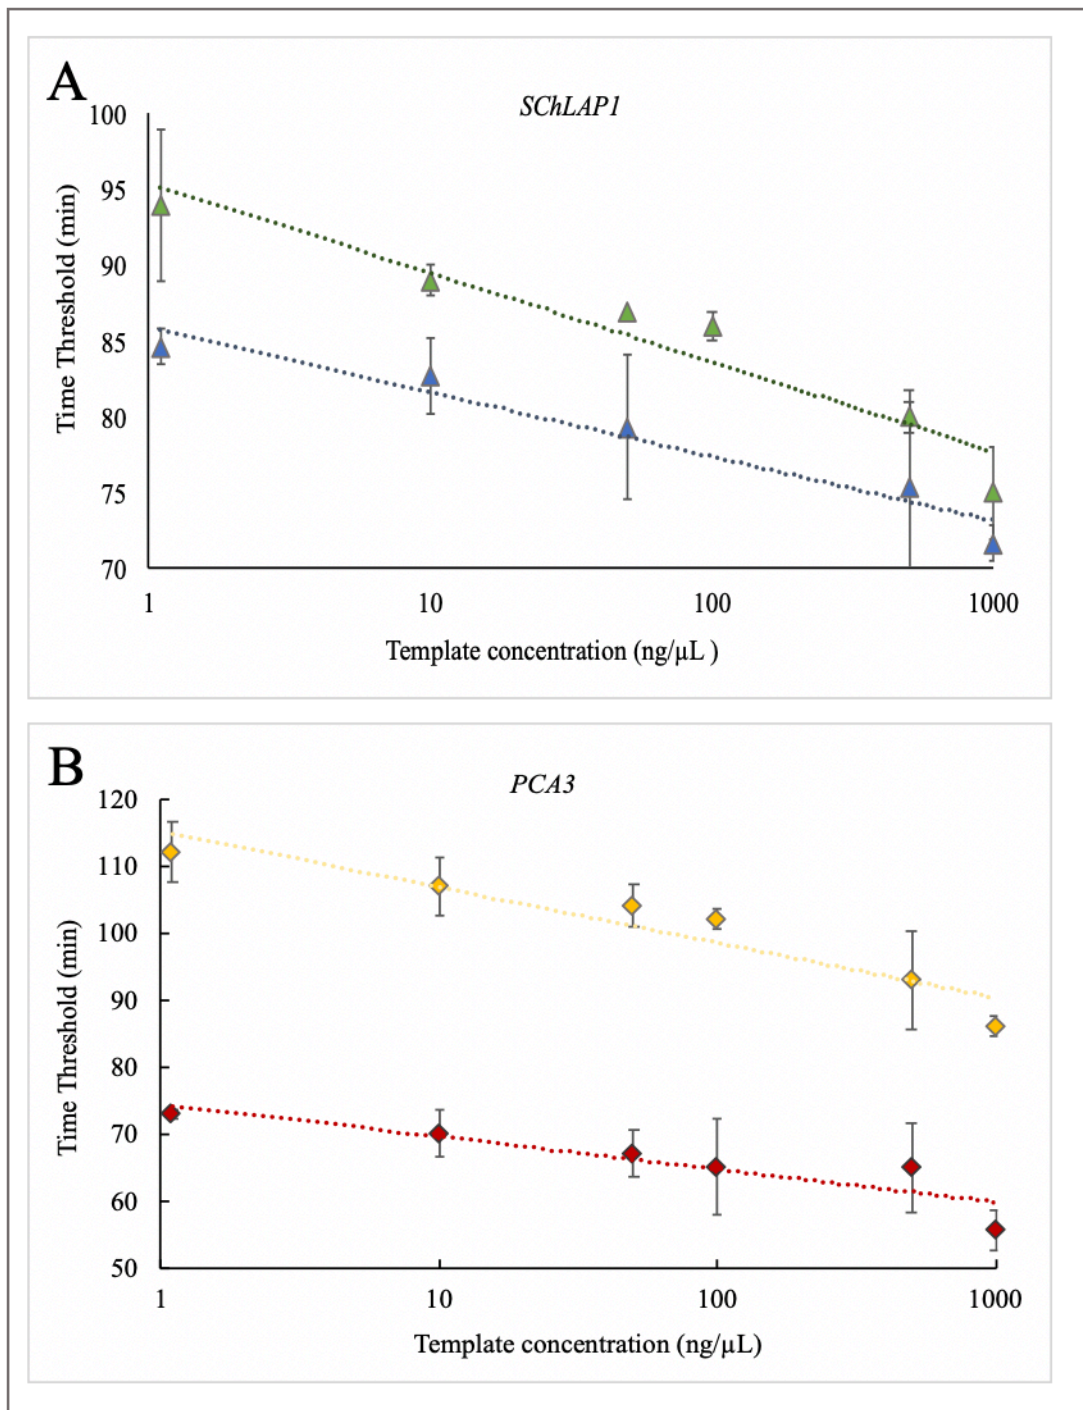 A
SChLAP1
100
95
90
85
80
75
70
Time Threshold (min)
1 10 100 1000
Template concentration (ng/µL )
B
PCA3
120
110
100
90
80
70
60
50
Time Threshold (min)
1 10 100 1000
Template concentration (ng/µL)